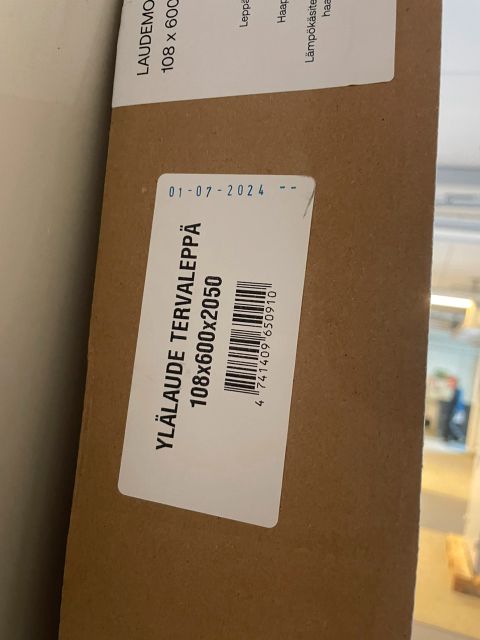 LAUDEMO
108 x 600
Leppä
Haap
Lämpökäsite
haa
01-07-2024 --
YLÄLAUDE TERVALEPPÄ
108x600x2050
4 741409 650910